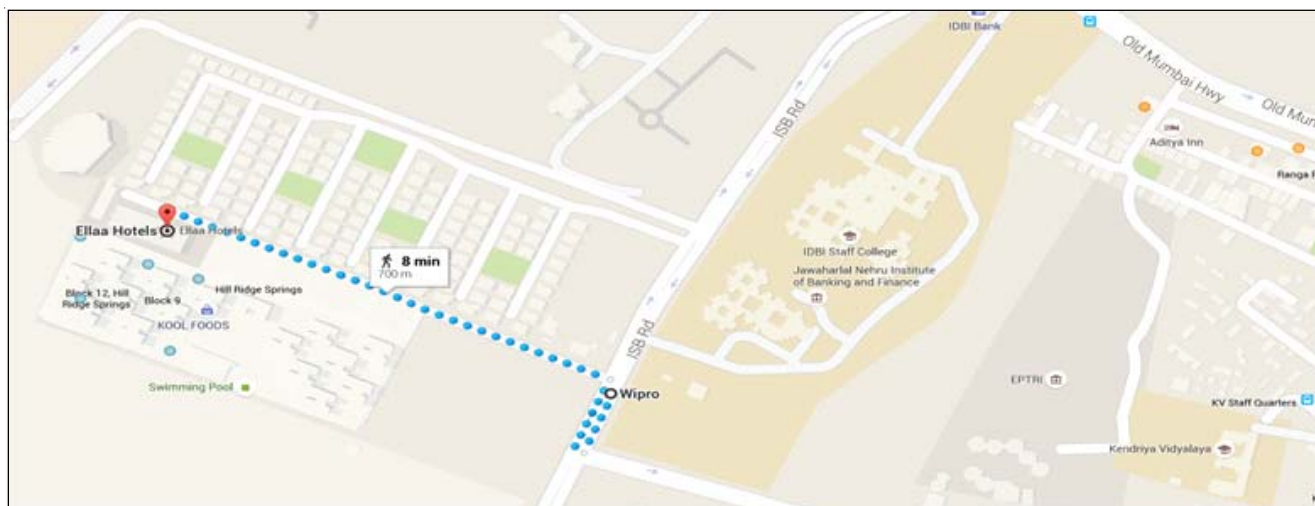 IDBI Bank
Old Mumbai Hwy
Old Mum
ISB Rd
Aditya Inn
Ranga
Ellaa Hotels
Ellaa Hotels
8 min
700 m
IDBI Staff College
Jawaharlal Nehru Institute
of Banking and Finance
Hill Ridge Springs
Block 12, Hill
Ridge Springs
Block 9
KOOL FOODS
ISB Rd
Swimming Pool
Wipro
EPTRI
KV Staff Quarters
Kendriya Vidyalaya